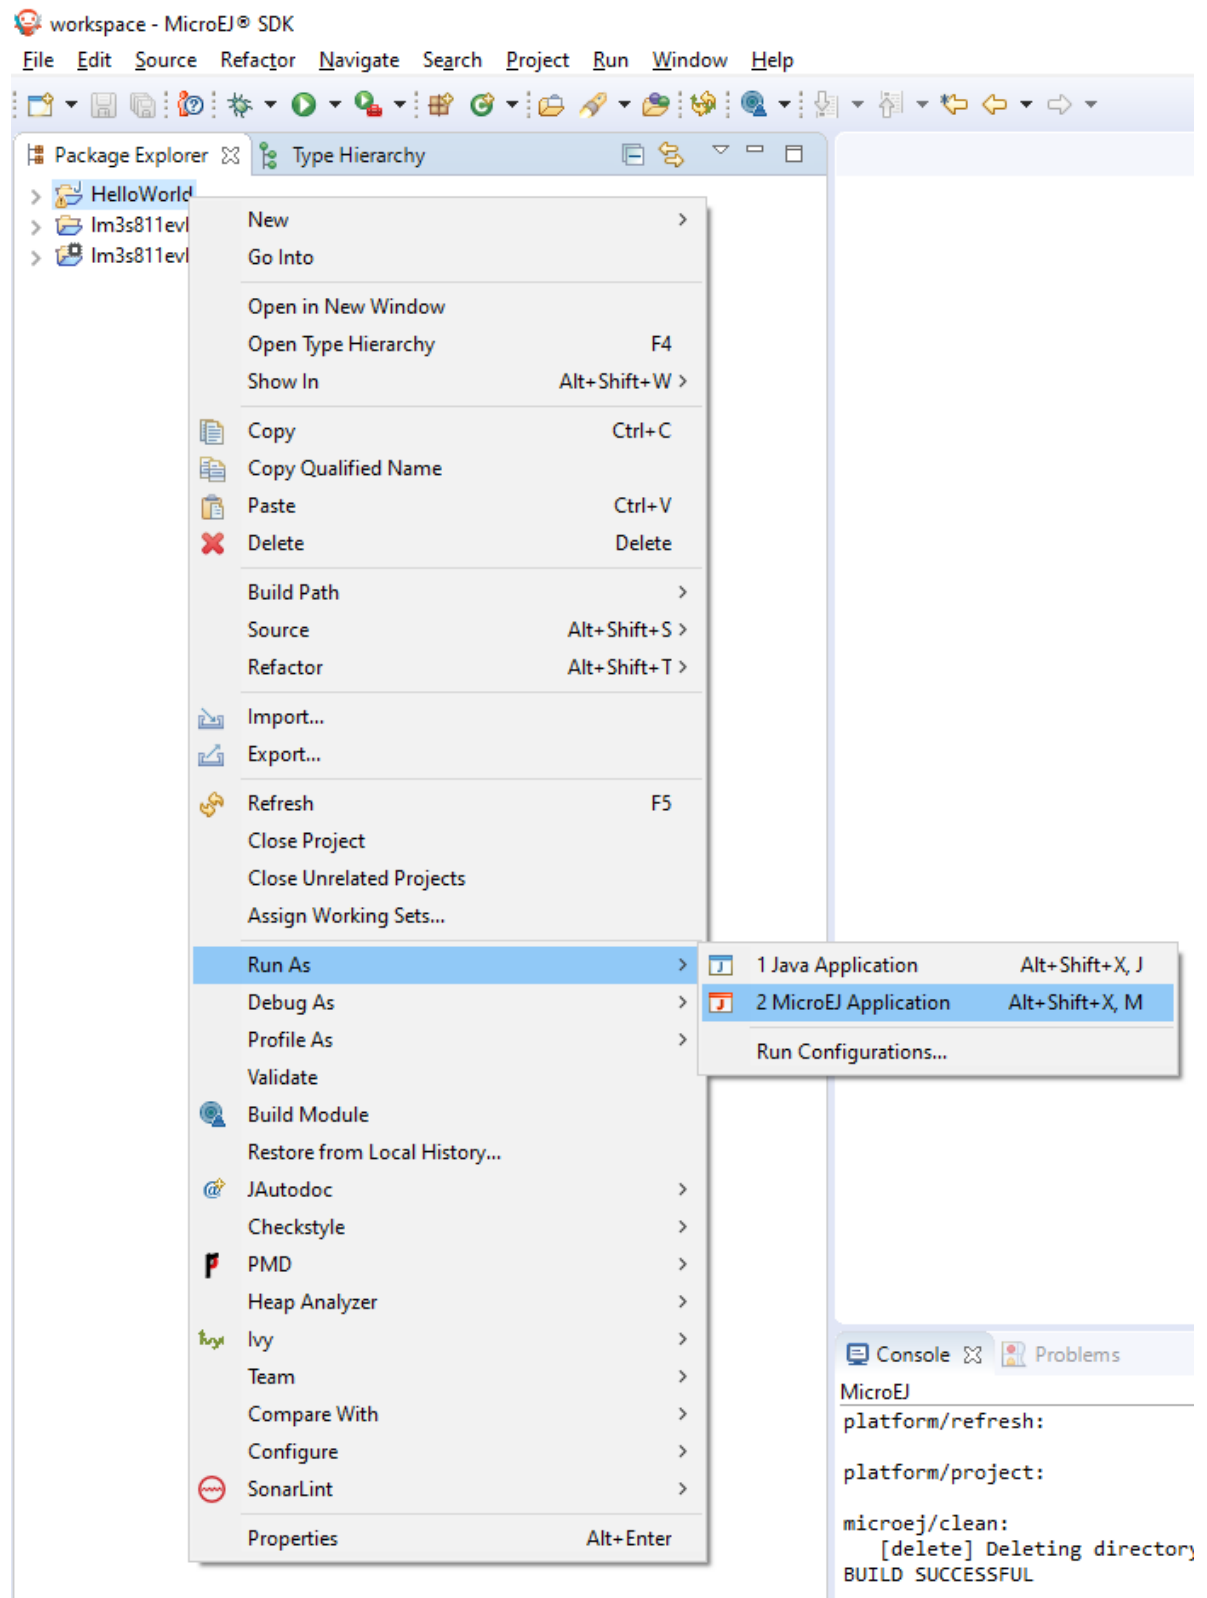 workspace - MicroEJ® SDK
File Edit Source Refactor Navigate Search Project Run Window Help
Package Explorer Type Hierarchy
HelloWorld
lm3s811evl
lm3s811evl
New
Go Into
Open in New Window
Open Type Hierarchy F4
Show In Alt+Shift+W
Copy Ctrl+C
Copy Qualified Name
Paste Ctrl+V
Delete Delete
Build Path
Source Alt+Shift+S
Refactor Alt+Shift+T
Import...
Export...
Refresh F5
Close Project
Close Unrelated Projects
Assign Working Sets...
Run As
Debug As
Profile As
Validate
Build Module
Restore from Local History...
JAutodoc
Checkstyle
PMD
Heap Analyzer
Ivy
Team
Compare With
Configure
SonarLint
Properties Alt+Enter
1 Java Application Alt+Shift+X, J
2 MicroEJ Application Alt+Shift+X, M
Run Configurations...
Console Problems
MicroEJ
platform/refresh:
platform/project:
microej/clean:
[delete] Deleting directory
BUILD SUCCESSFUL